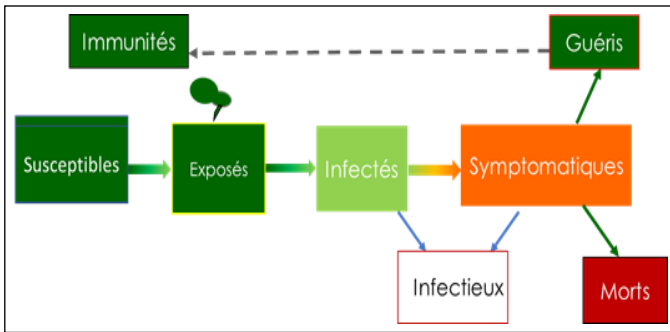 Immunités
Guéris
Susceptibles
Exposés
Infectés
Symptomatiques
Infectieux
Morts